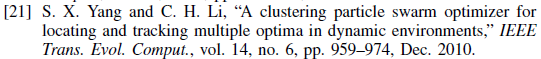 [21] S. X. Yang and C. H. Li, “A clustering particle swarm optimizer for
locating and tracking multiple optima in dynamic environments,” IEEE
Trans. Evol. Comput., vol. 14, no. 6, pp. 959–974, Dec. 2010.